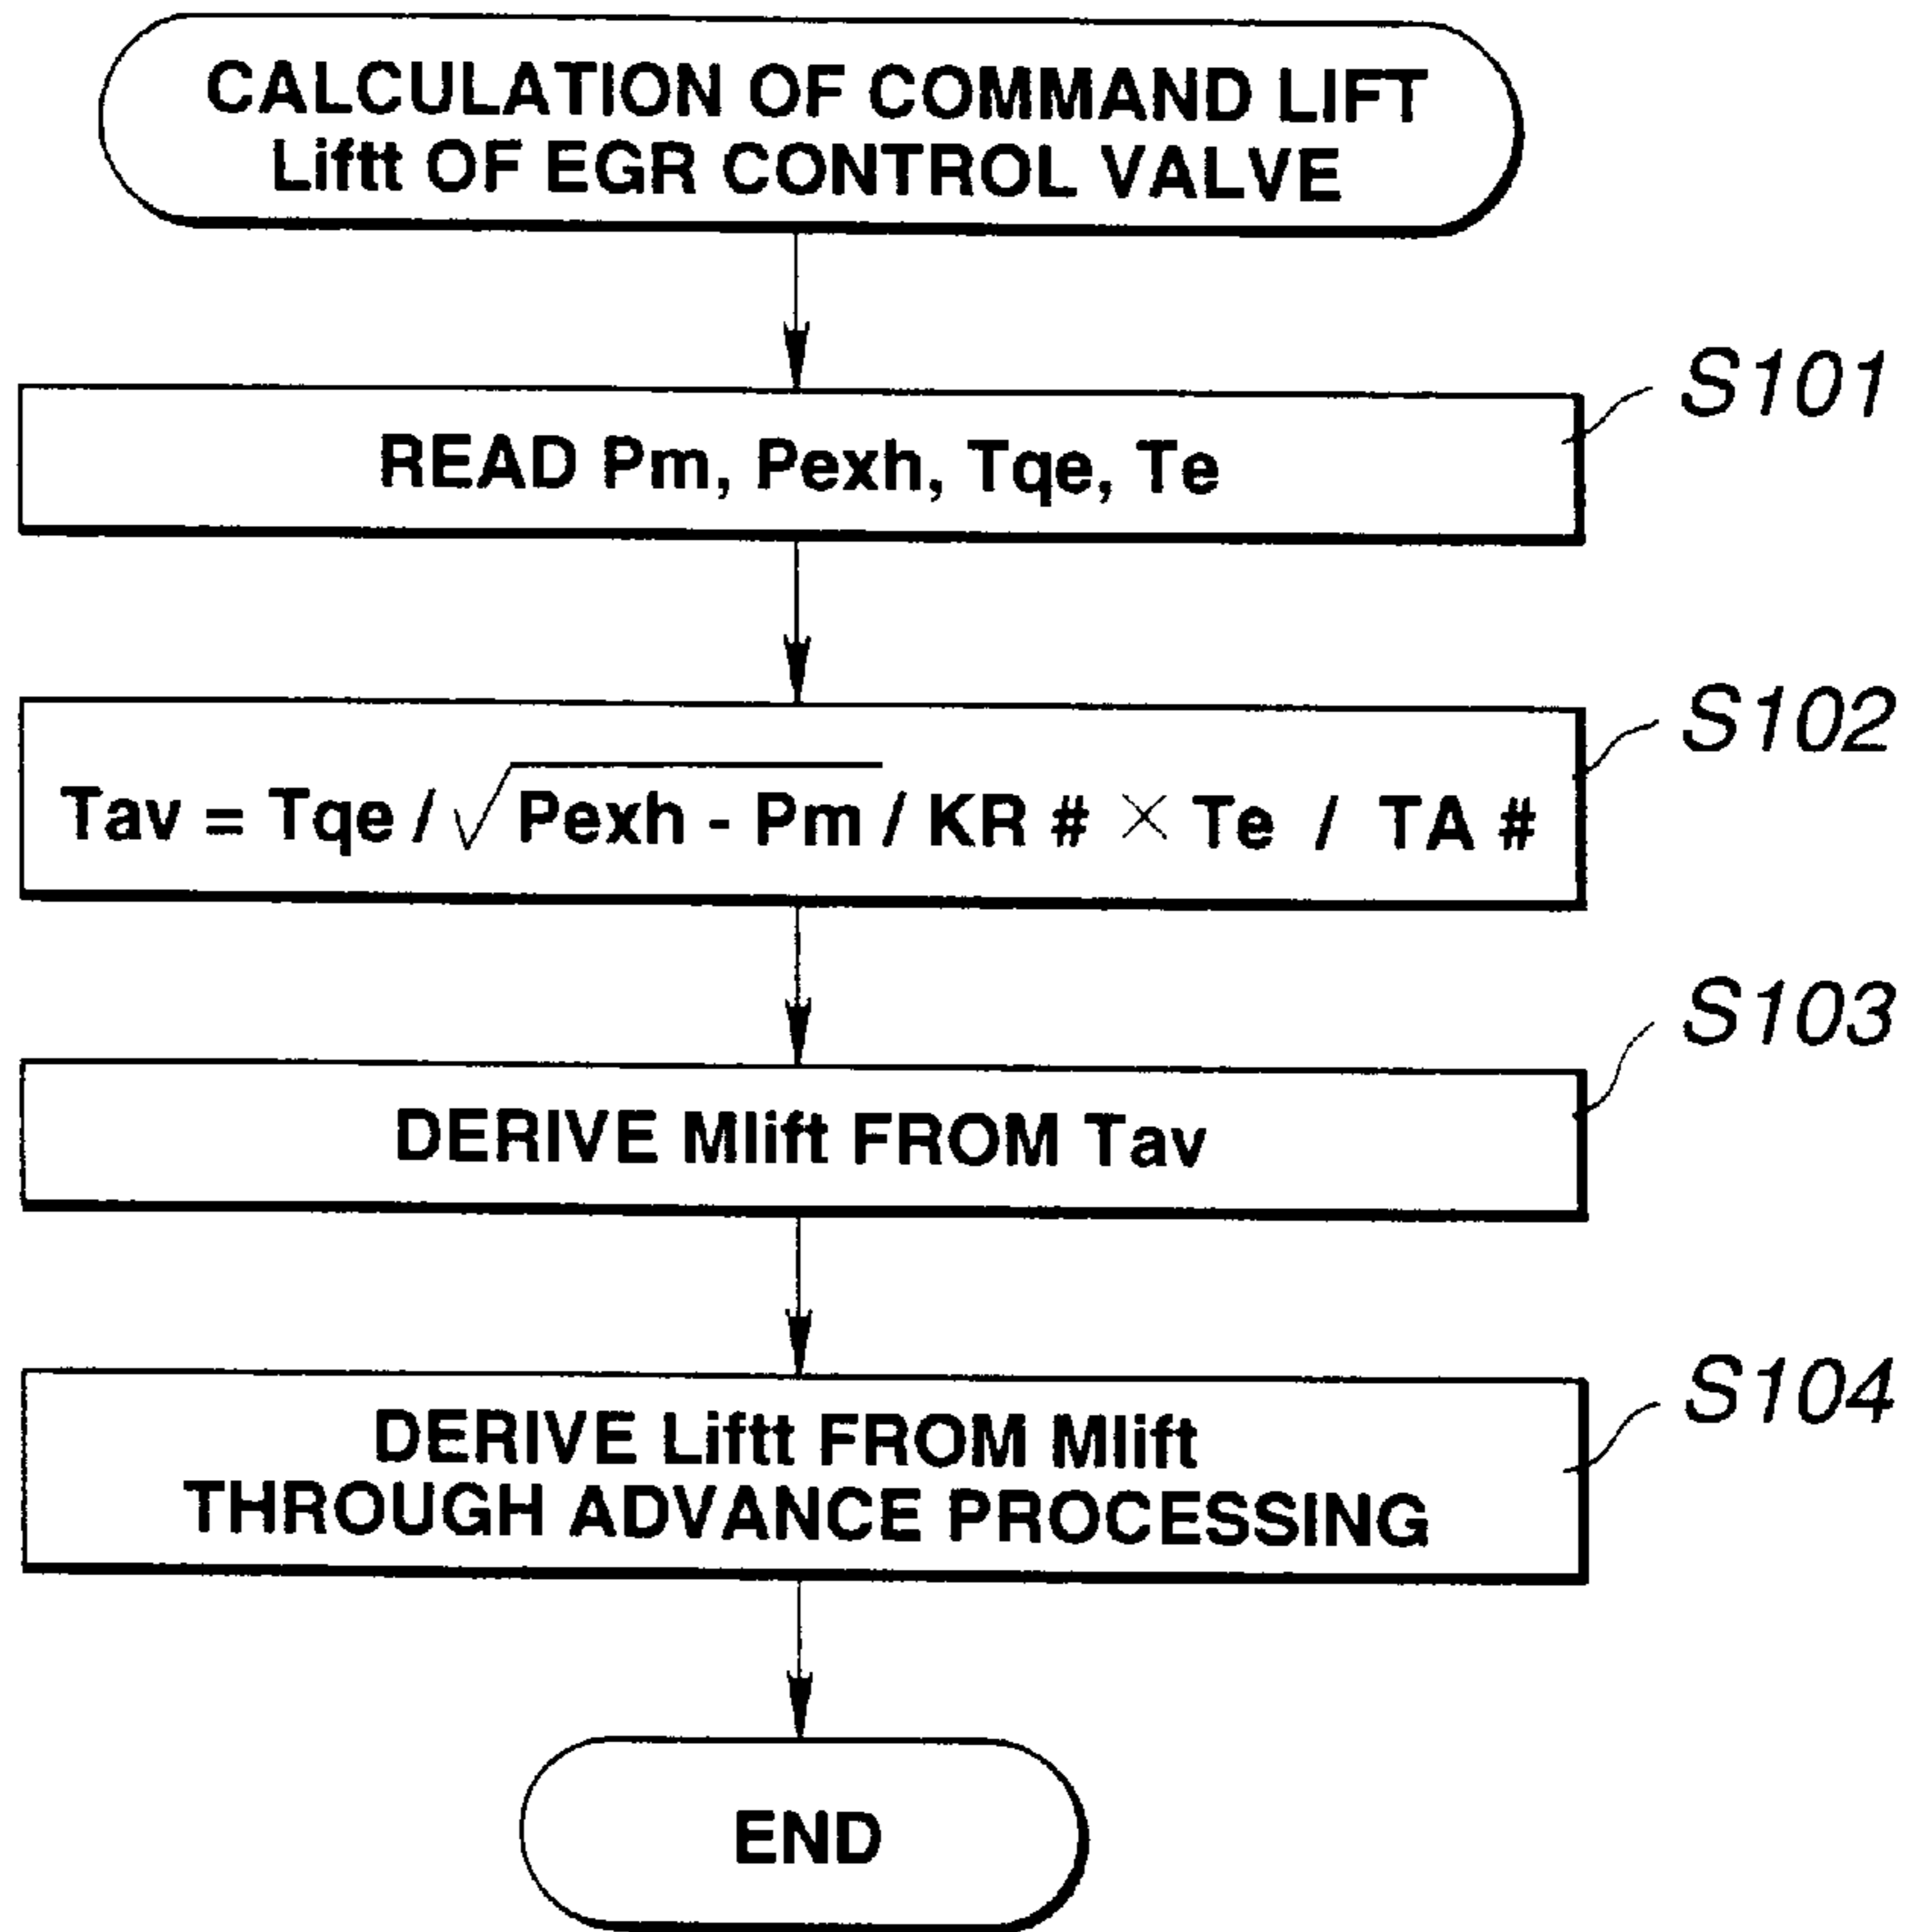 CALCULATION OF COMMAND LIFT
Liftt OF EGR CONTROL VALVE
S101
READ Pm, Pexh, Tqe, Te
S102
Tav = Tqe / √ Pexh - Pm / KR # × Te / TA #
S103
DERIVE Mlift FROM Tav
S104
DERIVE Liftt FROM Mlift
THROUGH ADVANCE PROCESSING
END